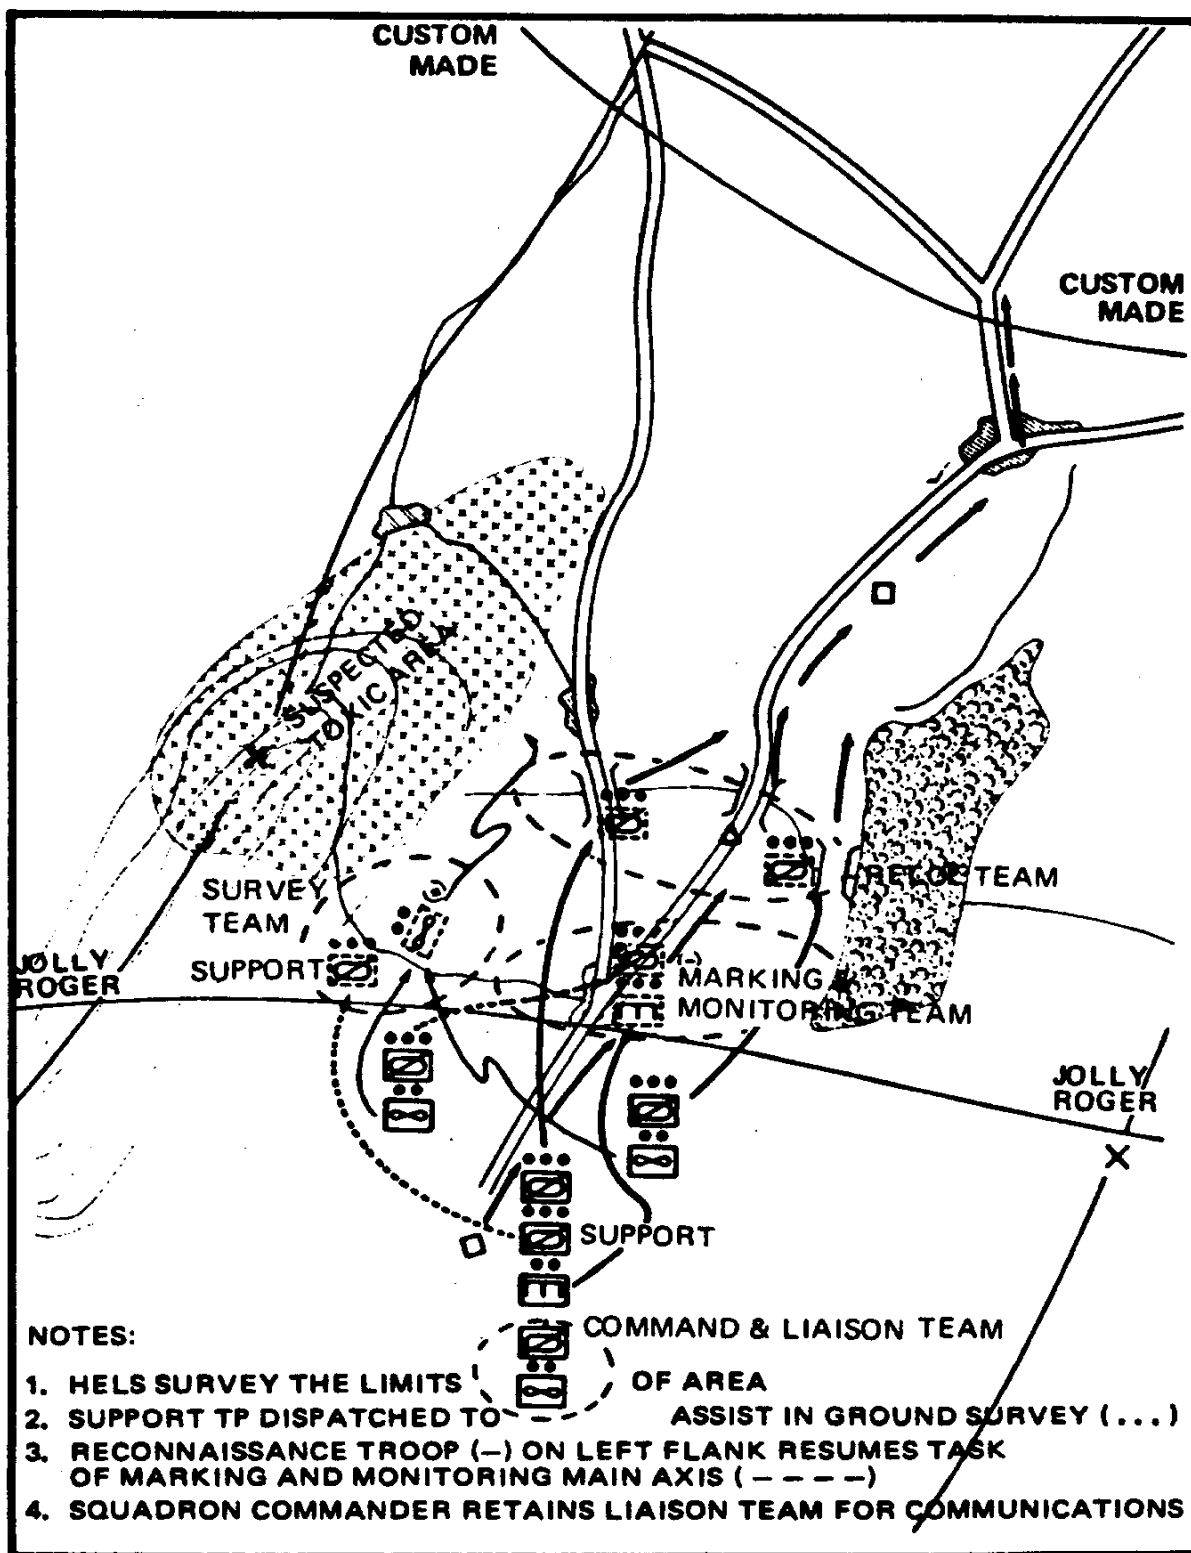 CUSTOM
MADE
CUSTOM
MADE
SUSPECTED
TOXIC AREA
SURVEY
TEAM
SUPPORT
JOLLY
ROGER
RECCE TEAM
(-)
MARKING &
MONITORING TEAM
JOLLY
ROGER
SUPPORT
COMMAND & LIAISON TEAM
NOTES:
1. HELS SURVEY THE LIMITS OF AREA
2. SUPPORT TP DISPATCHED TO ASSIST IN GROUND SURVEY (...)
3. RECONNAISSANCE TROOP (–) ON LEFT FLANK RESUMES TASK
OF MARKING AND MONITORING MAIN AXIS (– – – –)
4. SQUADRON COMMANDER RETAINS LIAISON TEAM FOR COMMUNICATIONS